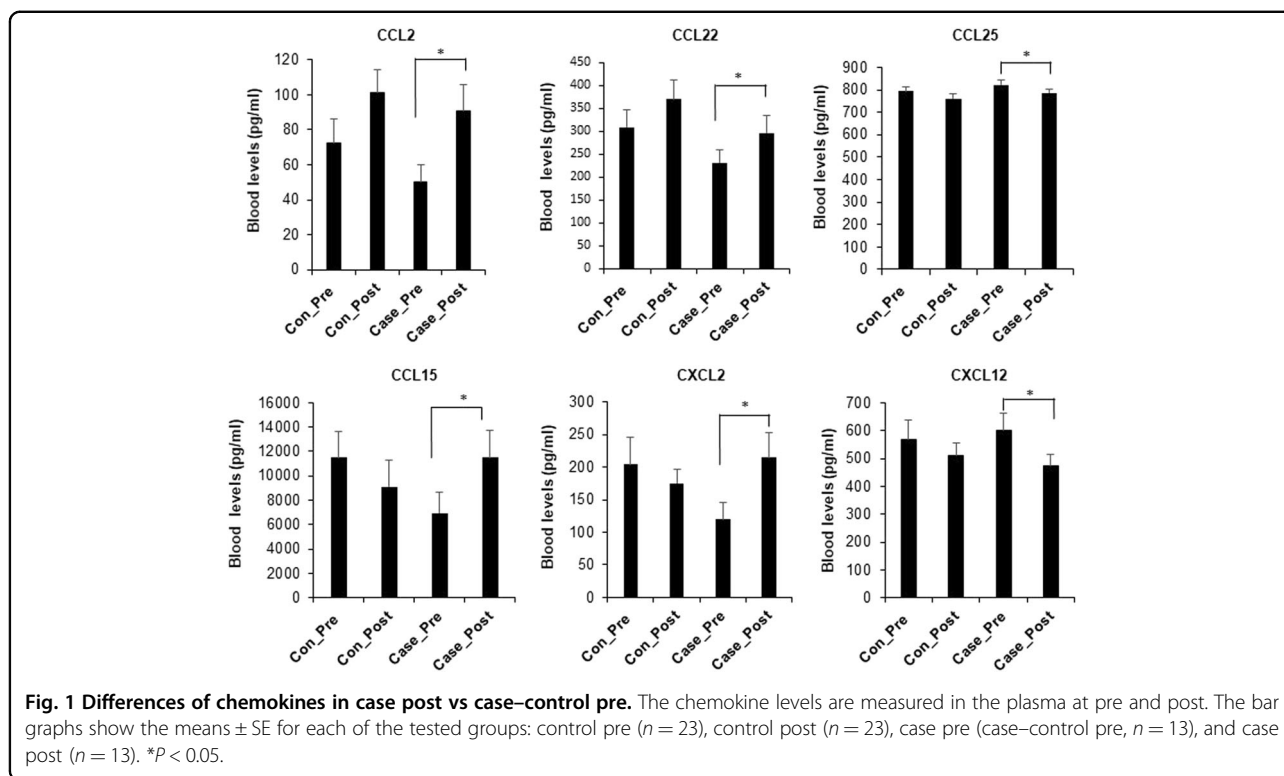 CCL2
*
Blood levels (pg/ml)
120
100
80
60
40
20
0
Con_Pre
Con_Post
Case_Pre
Case_Post
CCL22
*
Blood levels (pg/ml)
450
400
350
300
250
200
150
100
50
0
Con_Pre
Con_Post
Case_Pre
Case_Post
CCL25
*
Blood levels (pg/ml)
900
800
700
600
500
400
300
200
100
0
Con_Pre
Con_Post
Case_Pre
Case_Post
CCL15
*
Blood levels (pg/ml)
16000
14000
12000
10000
8000
6000
4000
2000
0
Con_Pre
Con_Post
Case_Pre
Case_Post
CXCL2
*
Blood levels (pg/ml)
300
250
200
150
100
50
0
Con_Pre
Con_Post
Case_Pre
Case_Post
CXCL12
*
Blood levels (pg/ml)
700
600
500
400
300
200
100
0
Con_Pre
Con_Post
Case_Pre
Case_Post
Fig. 1 Differences of chemokines in case post vs case–control pre. The chemokine levels are measured in the plasma at pre and post. The bar
graphs show the means ± SE for each of the tested groups: control pre (n = 23), control post (n = 23), case pre (case–control pre, n = 13), and case
post (n = 13). *P < 0.05.